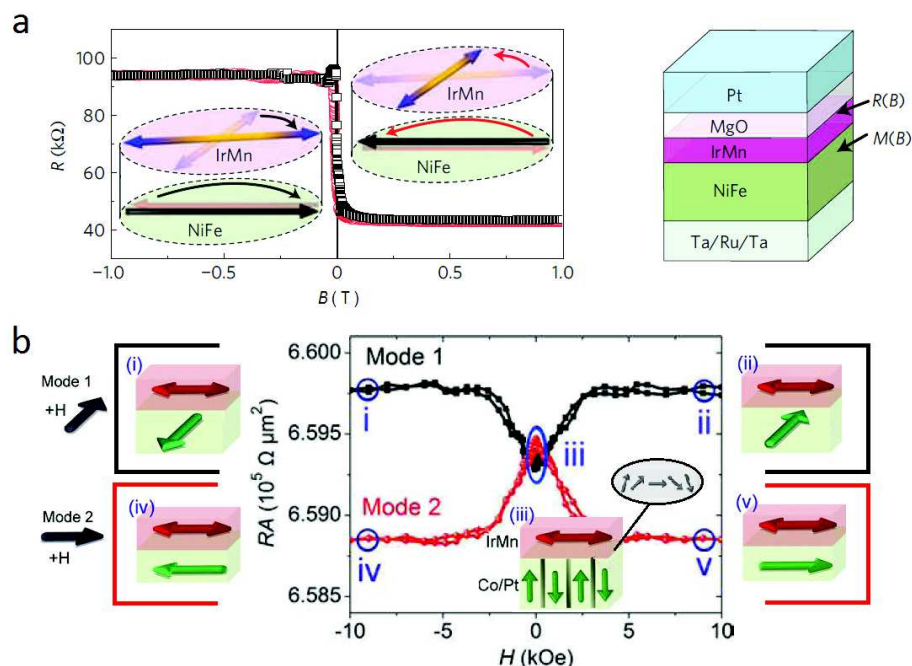 a
R (kΩ)
100
80
60
40
-1.0
-0.5
0
0.5
1.0
B (T)
IrMn
NiFe
IrMn
NiFe
Pt
MgO
IrMn
NiFe
Ta/Ru/Ta
R(B)
M(B)
b
Mode 1
+H
(i)
Mode 2
+H
(iv)
RA (10⁵ Ω μm²)
6.600
6.595
6.590
6.585
Mode 1
i
ii
iii
Mode 2
(iii)
IrMn
Co/Pt
iv
v
-10
-5
0
5
10
H (kOe)
(ii)
(v)